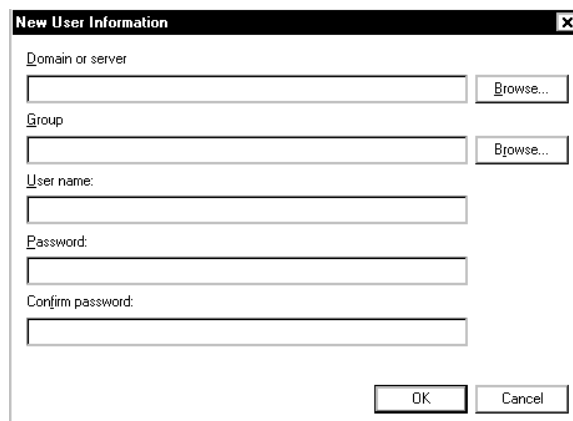 New User Information
Domain or server
Browse...
Group
Browse...
User name:
Password:
Confirm password:
OK Cancel